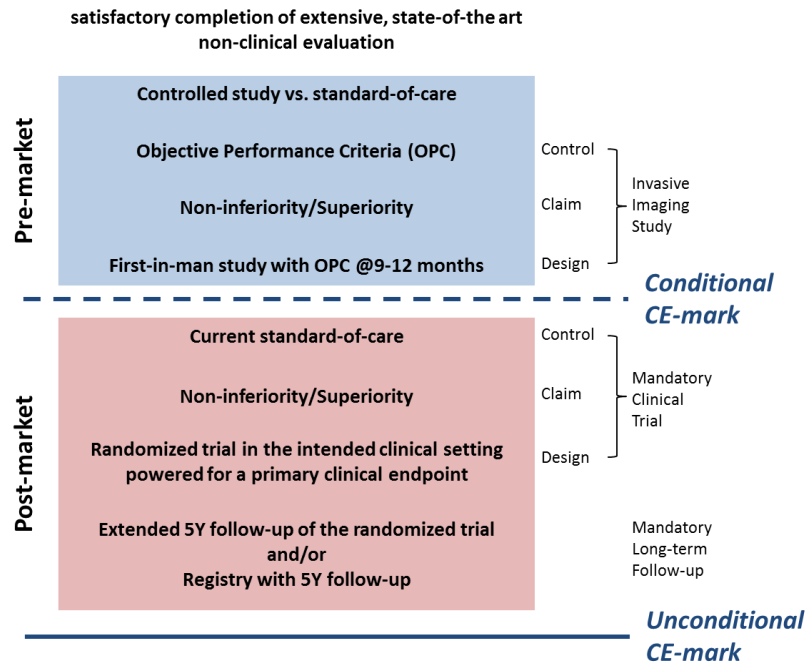 satisfactory completion of extensive, state-of-the art
non-clinical evaluation
Pre-market
Controlled study vs. standard-of-care
Objective Performance Criteria (OPC)
Control
Non-inferiority/Superiority
Claim
Invasive
Imaging
Study
First-in-man study with OPC @9-12 months
Design
Conditional
CE-mark
Post-market
Current standard-of-care
Control
Non-inferiority/Superiority
Claim
Mandatory
Clinical
Trial
Randomized trial in the intended clinical setting
powered for a primary clinical endpoint
Design
Extended 5Y follow-up of the randomized trial
and/or
Registry with 5Y follow-up
Mandatory
Long-term
Follow-up
Unconditional
CE-mark